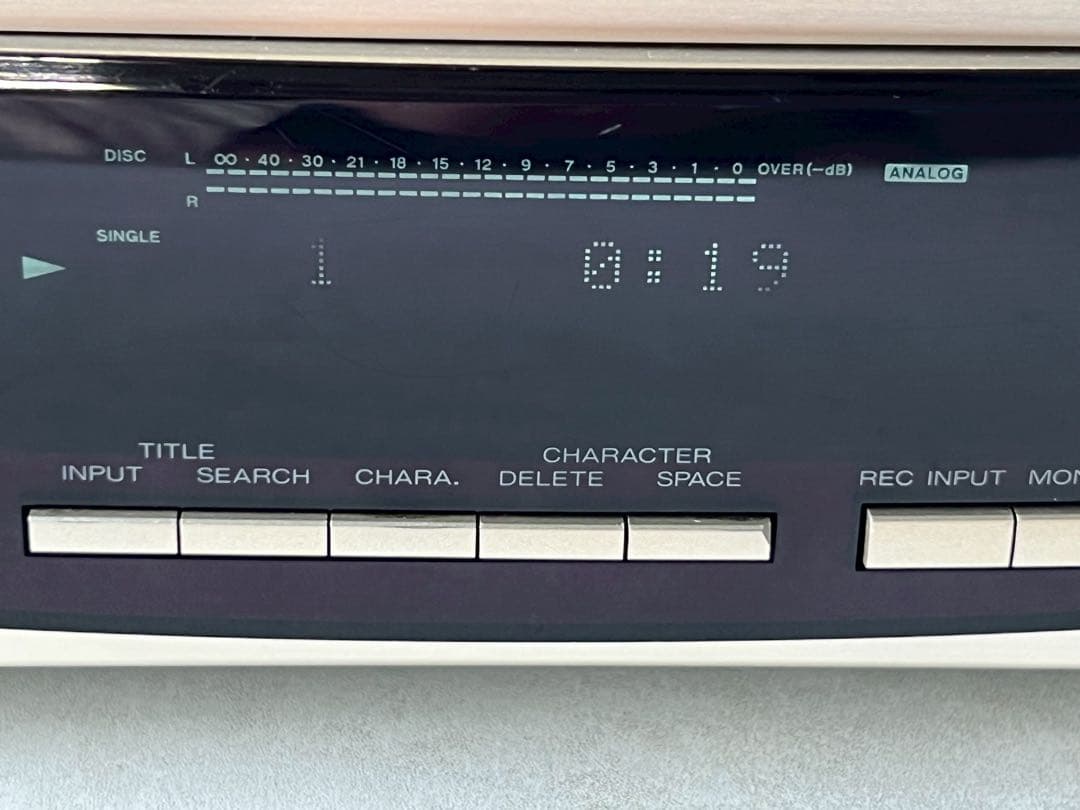 DISC L ∞ · 40 · 30 · 21 · 18 · 15 · 12 · 9 · 7 · 5 · 3 · 1 · 0 OVER(−dB) ANALOG
R
SINGLE
1 0:19
TITLE CHARACTER
INPUT SEARCH CHARA. DELETE SPACE REC INPUT MON